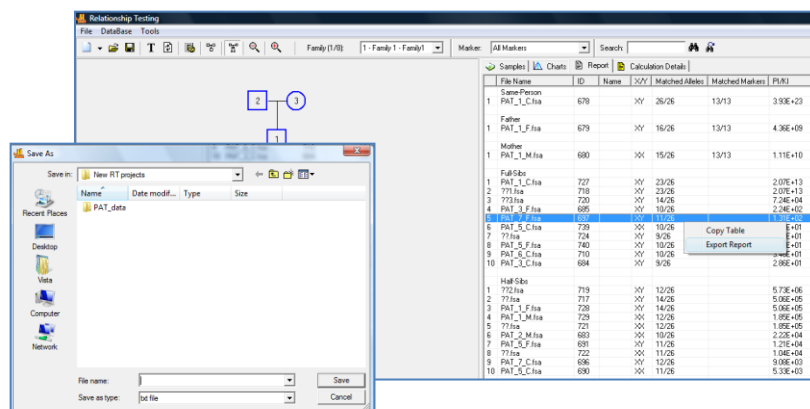 Relationship Testing
File DataBase Tools
T Family (1/8): 1 - Family 1 - Family1 Marker: All Markers Search:
Samples Charts Report Calculation Details
File Name ID Name X/Y Matched Alleles Matched Markers PI/KI
Same-Person
1 PAT_1_C.fsa 678 XY 26/26 13/13 3.93E+23
Father
1 PAT_1_F.fsa 679 XY 16/26 13/13 4.36E+09
Mother
1 PAT_1_M.fsa 680 XX 15/26 13/13 1.11E+10
Full-Sibs
1 PAT_1_C.fsa 727 XY 23/26 2.07E+13
2 ??1.fsa 718 XY 23/26 2.07E+13
3 ??3.fsa 720 XY 14/26 7.24E+04
4 PAT_3_F.fsa 685 XY 10/26 2.24E+02
5 PAT_7_F.fsa 697 XY 11/26 1.31E+02
6 PAT_5_C.fsa 739 XX 10/26 E+01
7 ??.fsa 724 XY 9/26 E+01
8 PAT_5_F.fsa 740 XY 10/26 E+01
9 PAT_6_C.fsa 710 XY 10/26 E+01
10 PAT_3_C.fsa 684 XY 9/26 2.86E+01
Copy Table
Export Report
Half-Sibs
1 ??2.fsa 719 XY 12/26 5.73E+06
2 ??.fsa 717 XY 14/26 5.06E+05
3 PAT_1_F.fsa 728 XY 14/26 5.06E+05
4 PAT_1_M.fsa 729 XX 12/26 1.85E+05
5 ??.fsa 721 XX 12/26 1.85E+05
6 PAT_2_M.fsa 683 XX 10/26 2.22E+04
7 PAT_5_F.fsa 691 XY 11/26 1.21E+04
8 ??.fsa 722 XX 11/26 1.04E+04
9 PAT_7_C.fsa 696 XY 12/26 9.08E+03
10 PAT_5_C.fsa 690 XX 11/26 5.33E+03
2 3
1
Save As
Save in: New RT projects
Name Date modif... Type Size
PAT_data
Recent Places
Desktop
Vista
Computer
Network
File name: Save
Save as type: txt file Cancel